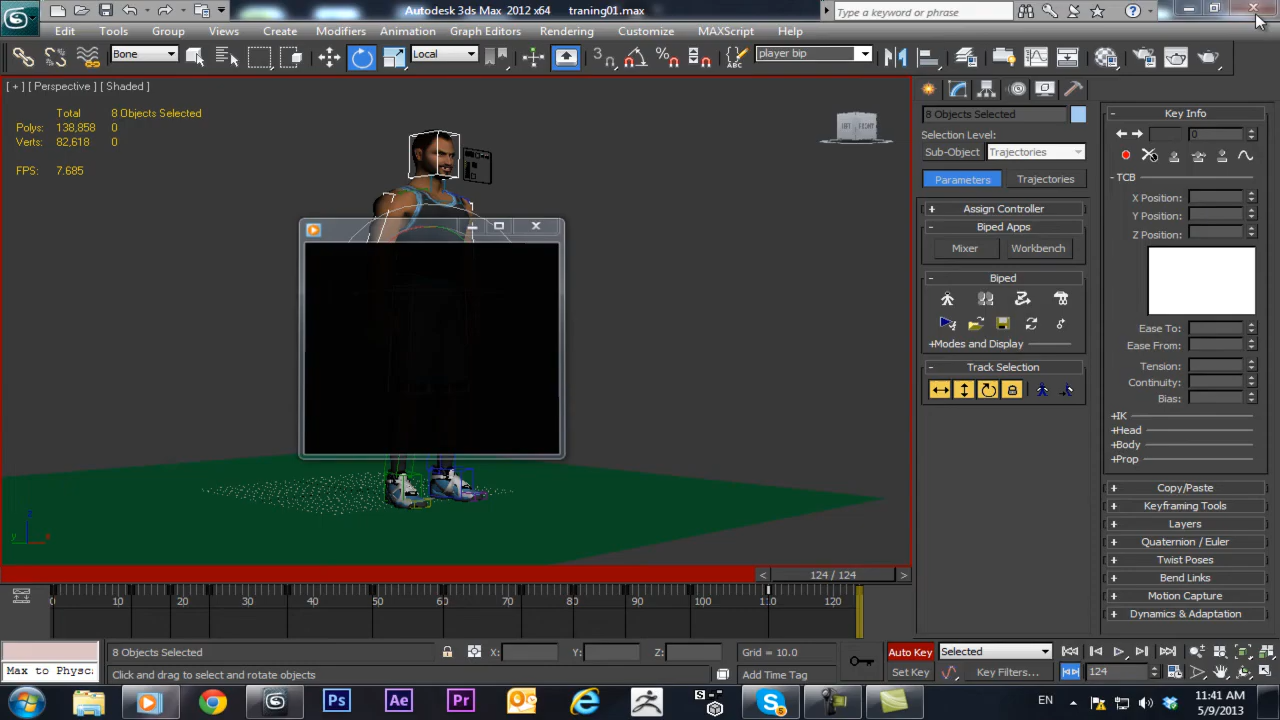 Autodesk 3ds Max 2012 x64 traning01.max
Type a keyword or phrase
Edit Tools Group Views Create Modifiers Animation Graph Editors Rendering Customize MAXScript Help
Bone Local player bip
[ + ] [ Perspective ] [ Shaded ]
Total 8 Objects Selected
Polys: 138,858 0
Verts: 82,618 0
FPS: 7.685
8 Objects Selected
Selection Level:
Sub-Object Trajectories
Parameters Trajectories
+ Assign Controller
- Biped Apps
Mixer Workbench
- Biped
+Modes and Display
- Track Selection
- Key Info
0
- TCB
X Position:
Y Position:
Z Position:
Ease To:
Ease From:
Tension:
Continuity:
Bias:
+IK
+Head
+Body
+Prop
+ Copy/Paste
+ Keyframing Tools
+ Layers
+ Quaternion / Euler
+ Twist Poses
+ Bend Links
+ Motion Capture
+ Dynamics & Adaptation
< 124 / 124 >
0 10 20 30 40 50 60 70 80 90 100 110 120
8 Objects Selected X: Y: Z: Grid = 10.0 Auto Key Selected
Max to Physc. Click and drag to select and rotate objects Add Time Tag Set Key Key Filters... 124
Ps Ae Pr S EN 11:41 AM
5/9/2013